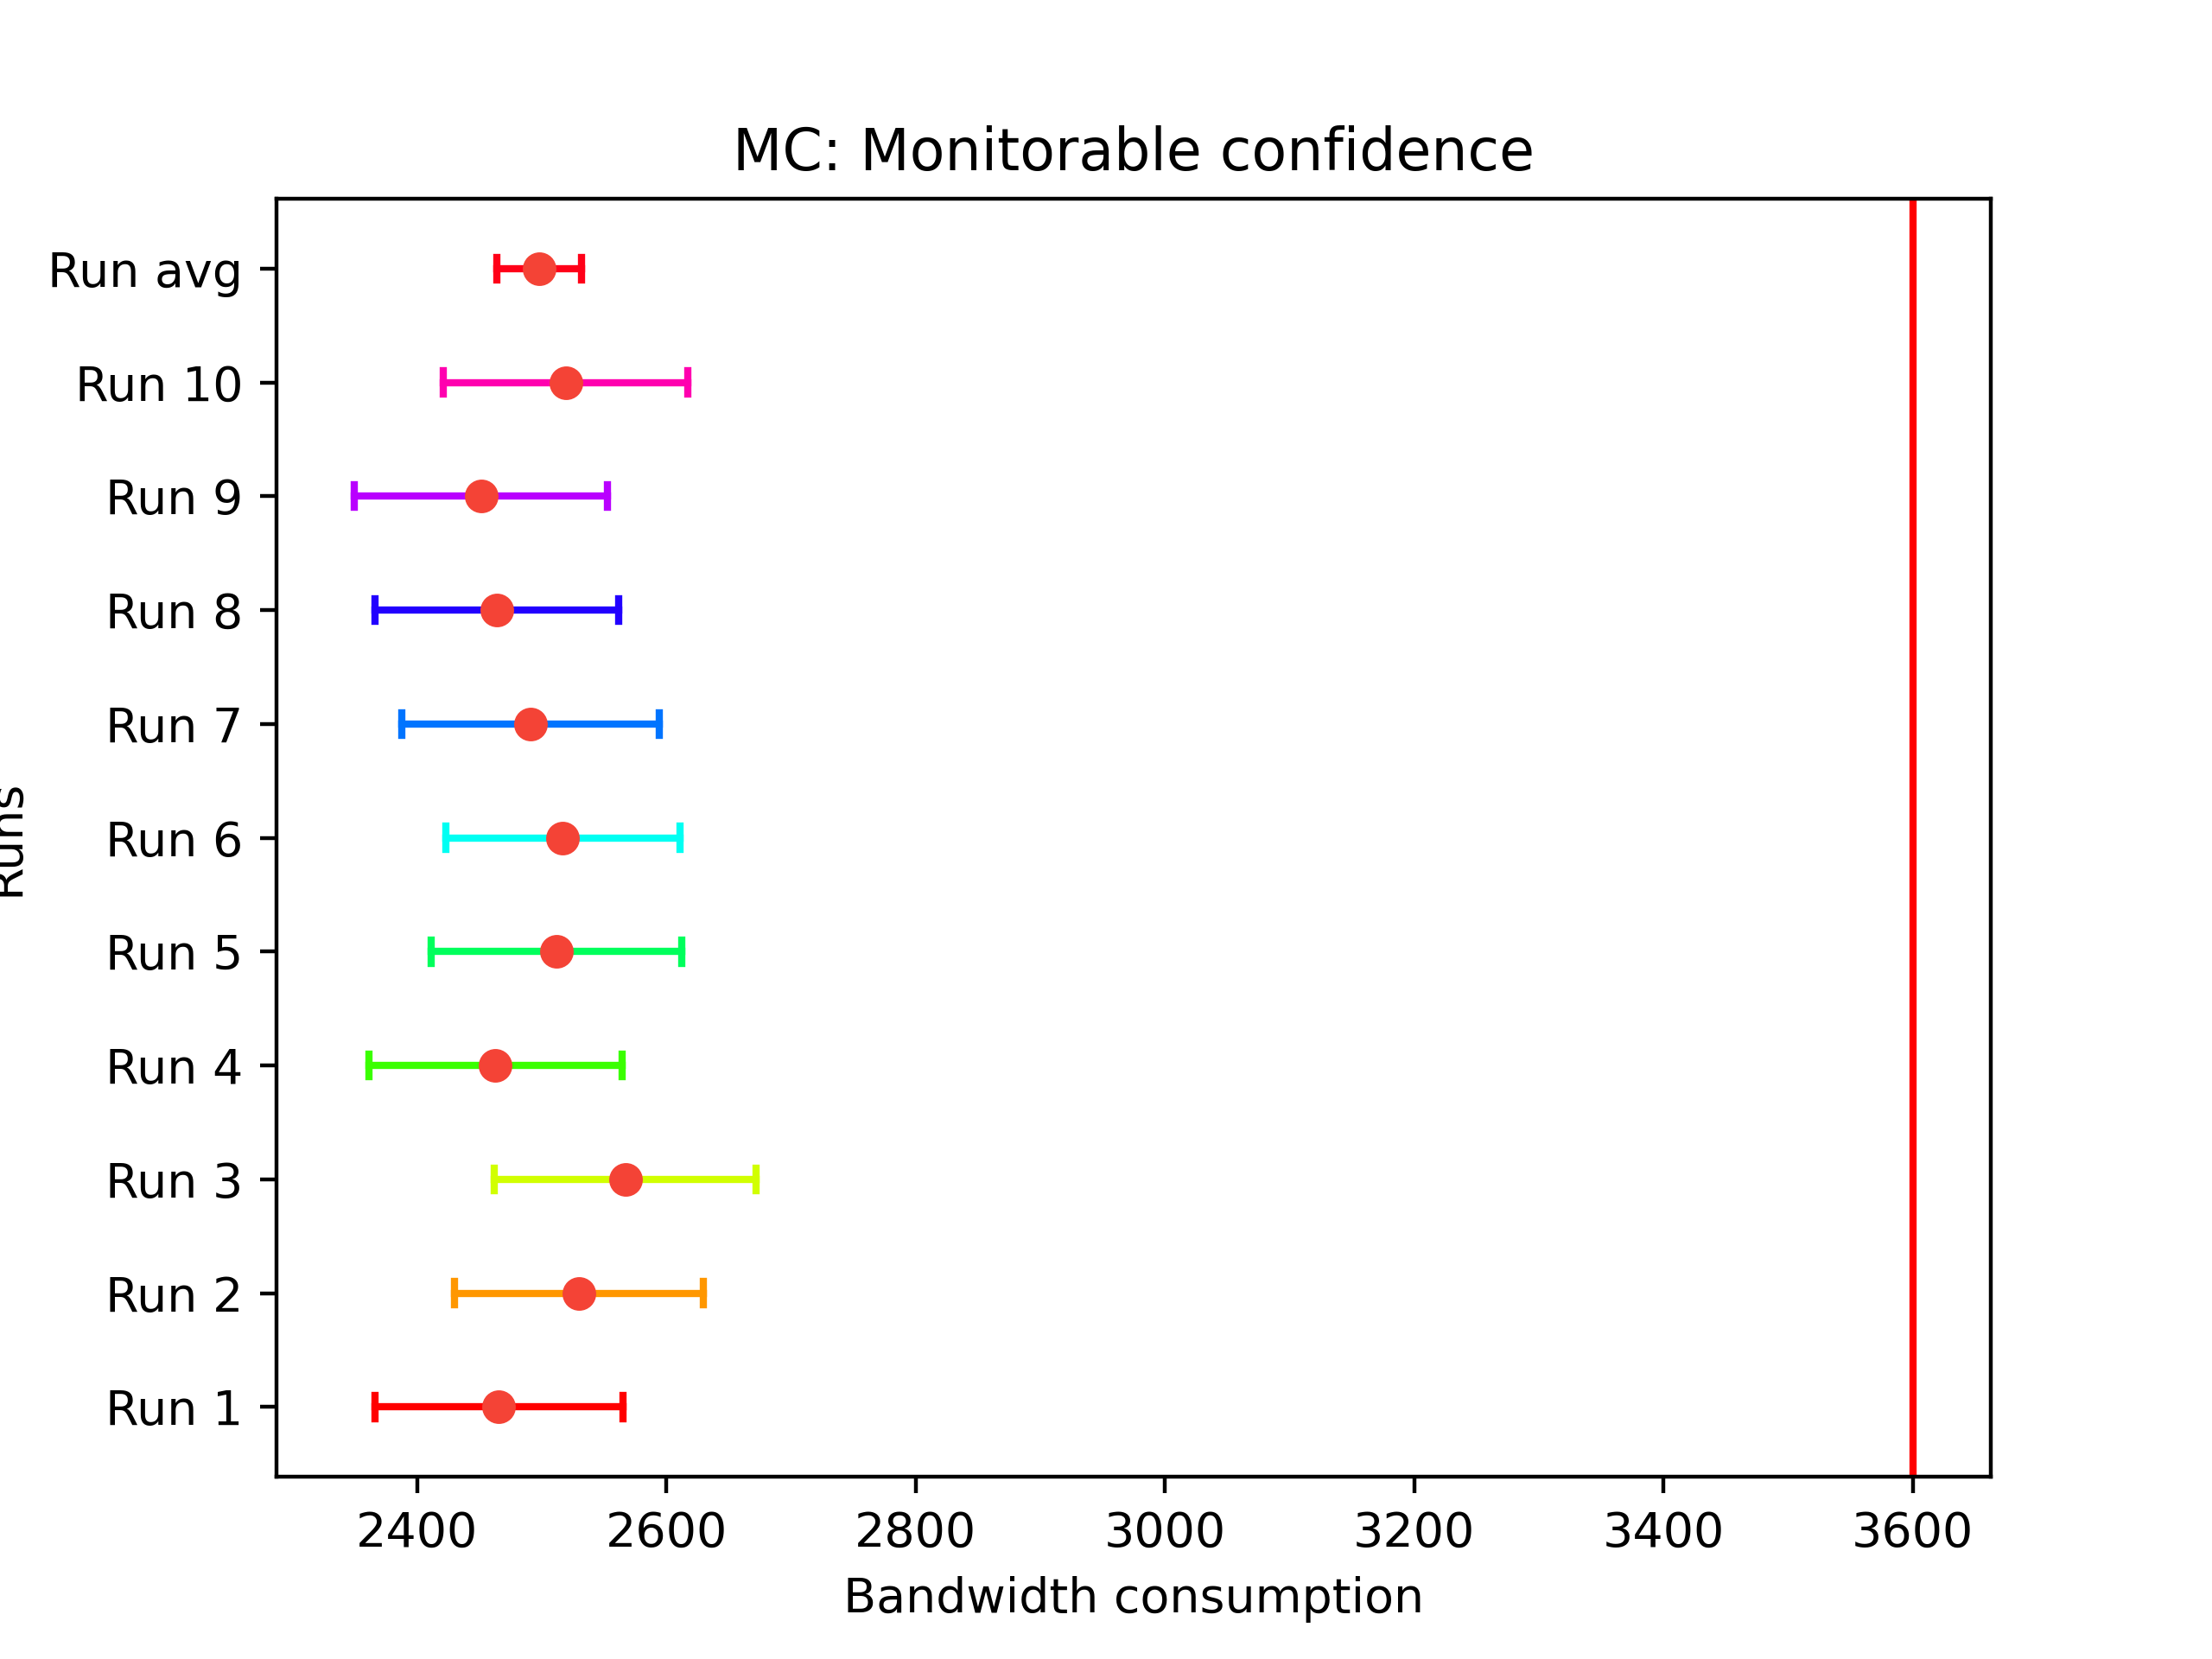 MC: Monitorable confidence
Run avg
Run 10
Run 9
Run 8
Run 7
Run 6
Run 5
Run 4
Run 3
Run 2
Run 1
Runs
2400 2600 2800 3000 3200 3400 3600
Bandwidth consumption